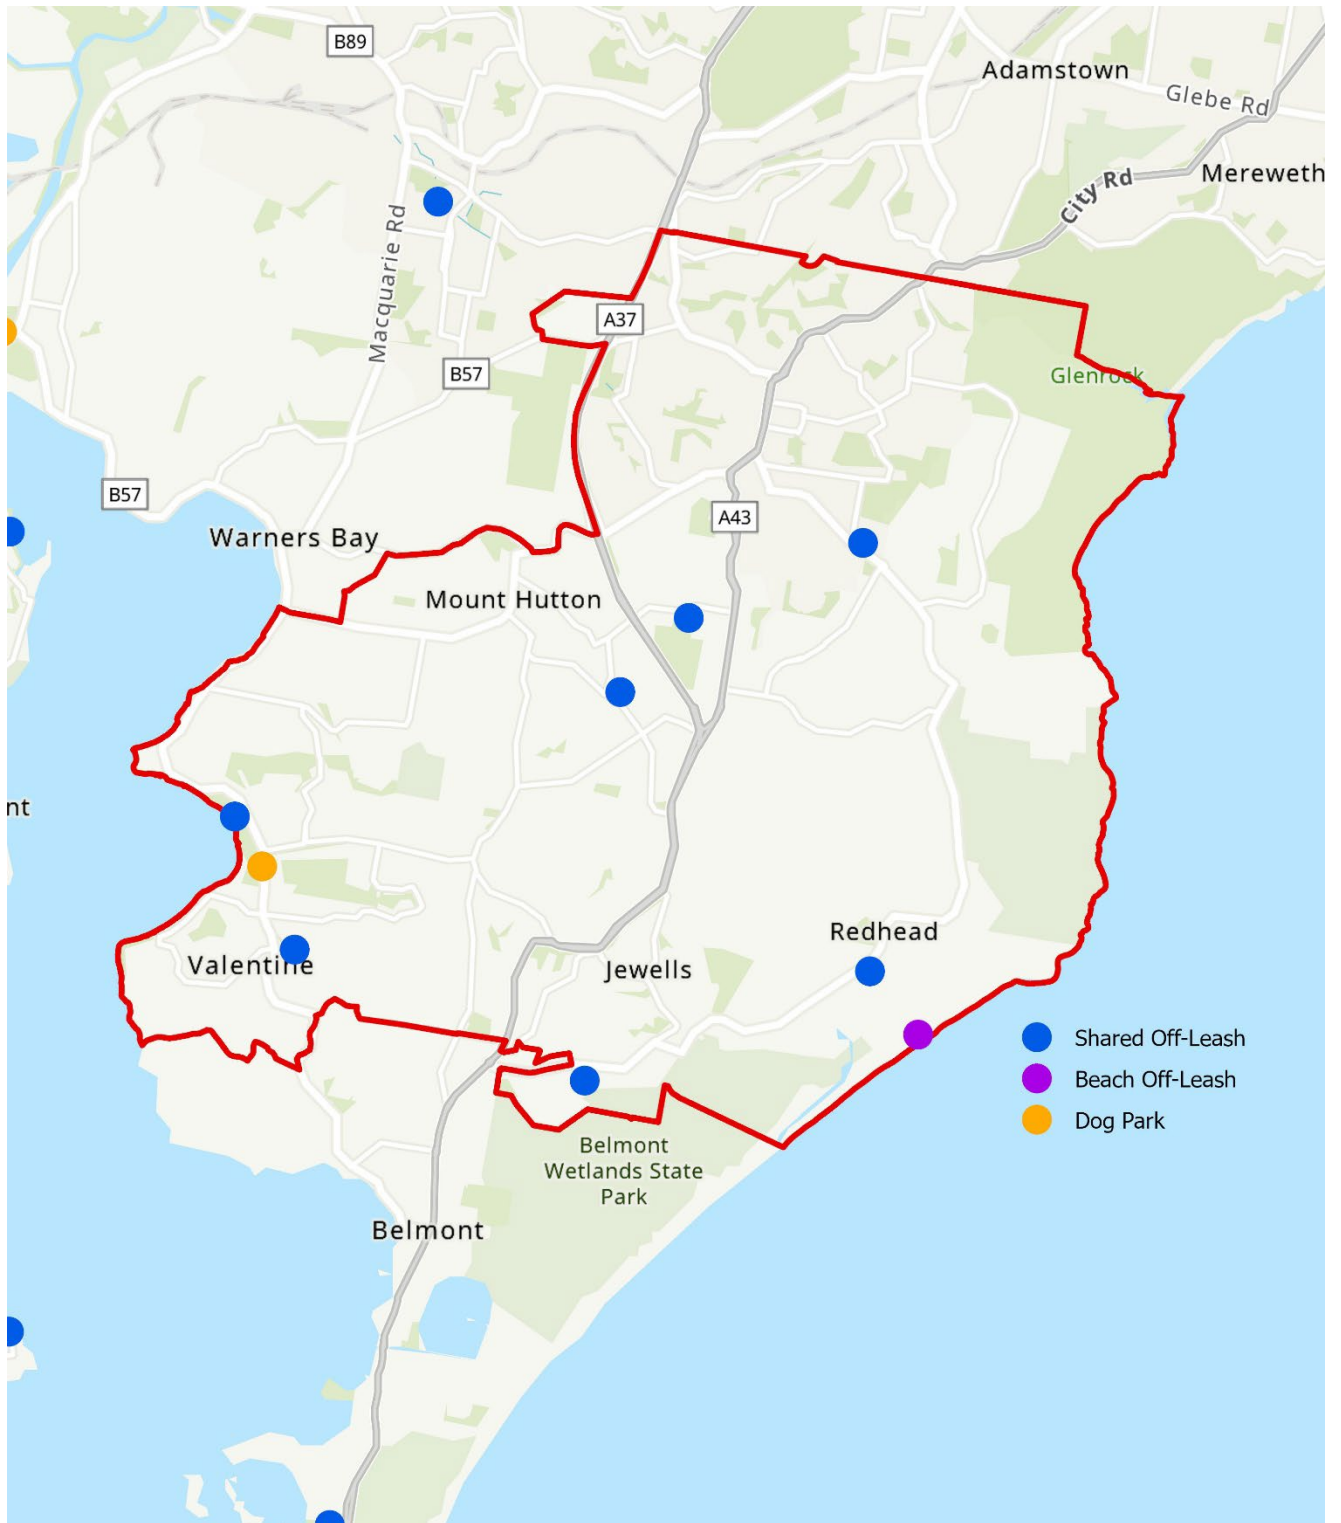 B89
Adamstown
Glebe Rd
Mereweth
City Rd
Macquarie Rd
A37
B57
Glenrock
B57
A43
Warners Bay
Mount Hutton
nt
Redhead
Valentine
Jewells
Shared Off-Leash
Beach Off-Leash
Dog Park
Belmont
Wetlands State
Park
Belmont